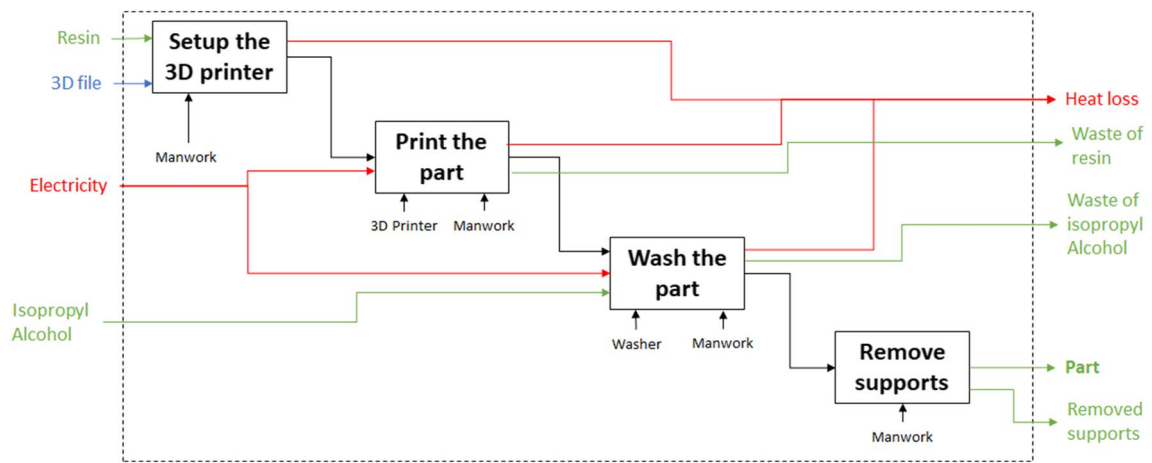 Resin
Setup the
3D printer
3D file
Manwork
Heat loss
Print the
part
Waste of
resin
Electricity
3D Printer
Manwork
Waste of
isopropyl
Alcohol
Wash the
part
Isopropyl
Alcohol
Washer
Manwork
Remove
supports
Part
Removed
supports
Manwork